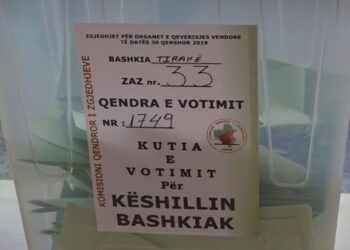 ZGJEDHJET PËR ORGANET E QEVERISJES VENDORE
TË DATËS 30 QERSHOR 2019
BASHKIA TIRANË
ZAZ nr. 33
QENDRA E VOTIMIT
NR : 1749
KUTIA
E
VOTIMIT
Për
KËSHILLIN
BASHKIAK
KOMISIONI QENDROR I ZGJEDHJEVE